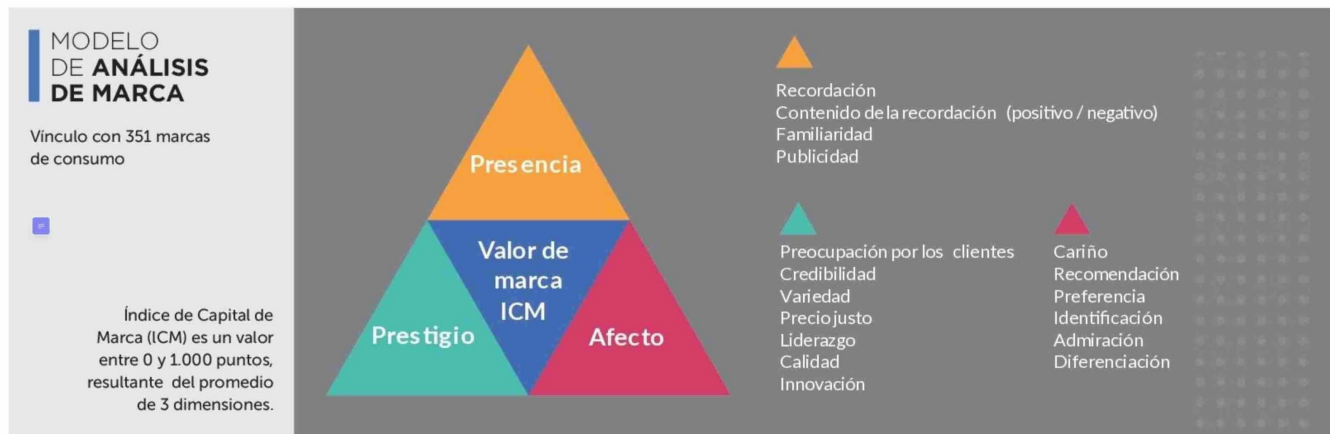 MODELO
DE ANÁLISIS
DE MARCA
Vínculo con 351 marcas
de consumo
Índice de Capital de
Marca (ICM) es un valor
entre 0 y 1.000 puntos,
resultante del promedio
de 3 dimensiones.
Presencia
Valor de
marca
ICM
Prestigio
Afecto
Recordación
Contenido de la recordación (positivo / negativo)
Familiaridad
Publicidad
Preocupación por los clientes
Credibilidad
Variedad
Precio justo
Liderazgo
Calidad
Innovación
Cariño
Recomendación
Preferencia
Identificación
Admiración
Diferenciación